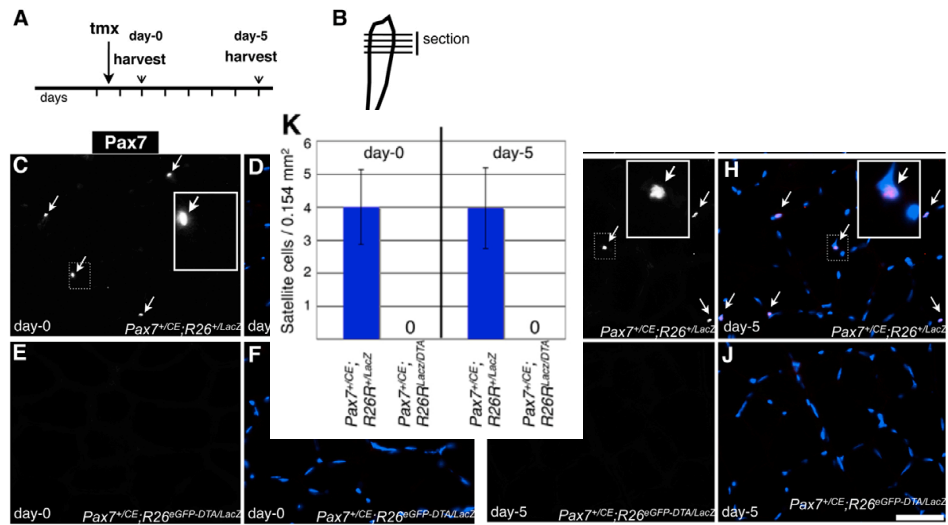 A
tmx
day-0
harvest
day-5
harvest
days
B
section
Pax7
C
day-0
Pax7+/CE;R26+/LacZ
D
day
E
day-0
Pax7+/CE;R26eGFP-DTA/LacZ
F
day-0
Pax7+/CE;R26eGFP-DTA/LacZ
K
Satellite cells / 0.154 mm²
6
5
4
3
2
1
day-0
day-5
0
0
Pax7+/CE;
R26R+/LacZ
Pax7+/CE;
R26RLacz/DTA
Pax7+/CE;
R26R+/LacZ
Pax7+/CE;
R26RLacz/DTA
Pax7+/CE;R26+/LacZ
H
day-5
Pax7+/CE;R26+/LacZ
day-5
Pax7+/CE;R26eGFP-DTA/LacZ
J
day-5
Pax7+/CE;R26eGFP-DTA/LacZ